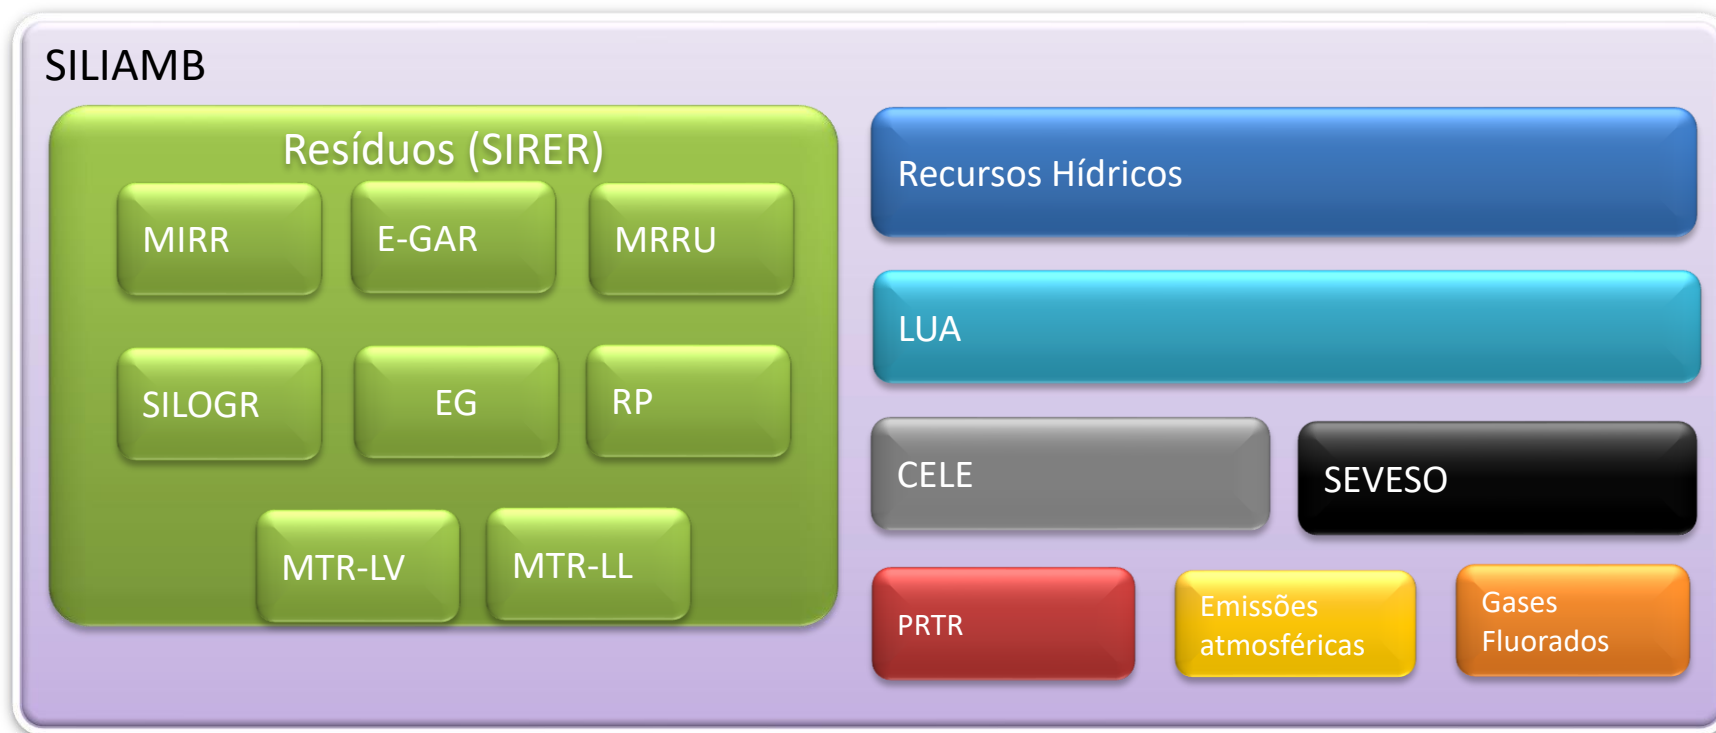 SILIAMB
Resíduos (SIRER)
MIRR
E-GAR
MRRU
SILOGR
EG
RP
MTR-LV
MTR-LL
Recursos Hídricos
LUA
CELE
SEVESO
PRTR
Emissões
atmosféricas
Gases
Fluorados